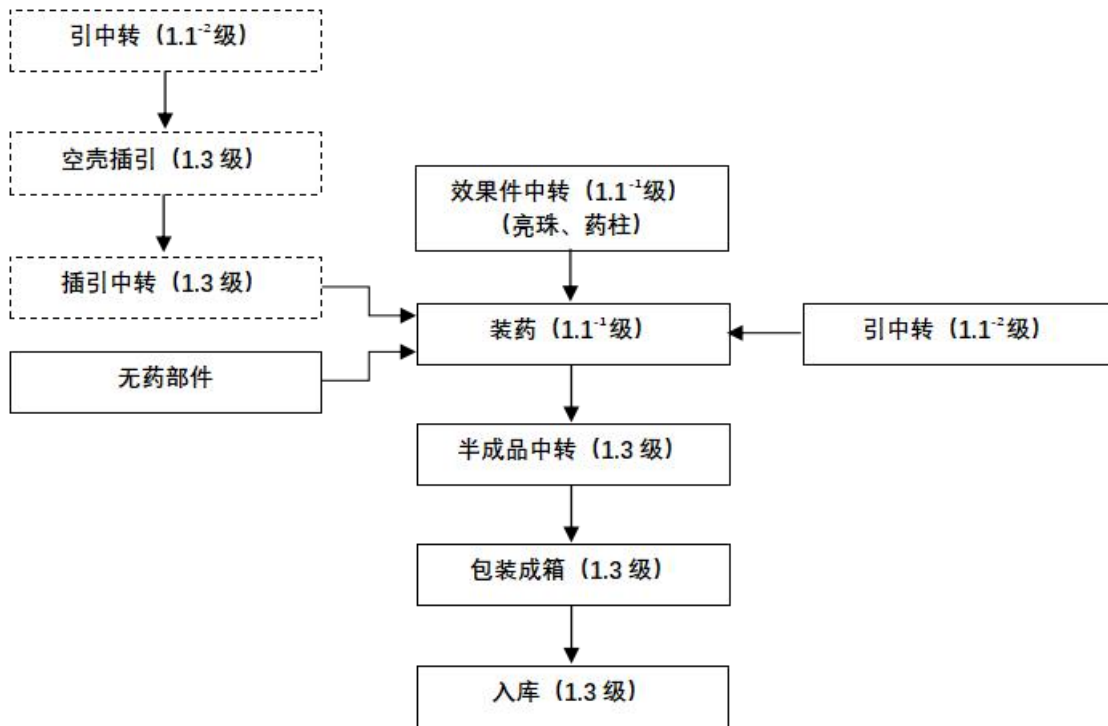 引中转（1.1⁻²级）
空壳插引（1.3 级）
效果件中转（1.1⁻¹级）
（亮珠、药柱）
插引中转（1.3 级）
装药（1.1⁻¹级）
引中转（1.1⁻²级）
无药部件
半成品中转（1.3 级）
包装成箱（1.3 级）
入库（1.3 级）